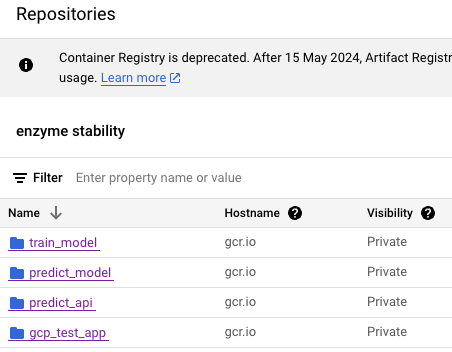 Repositories
Container Registry is deprecated. After 15 May 2024, Artifact Registr
usage. Learn more
enzyme stability
Filter Enter property name or value
Name Hostname Visibility
train_model gcr.io Private
predict_model gcr.io Private
predict_api gcr.io Private
gcp_test_app gcr.io Private